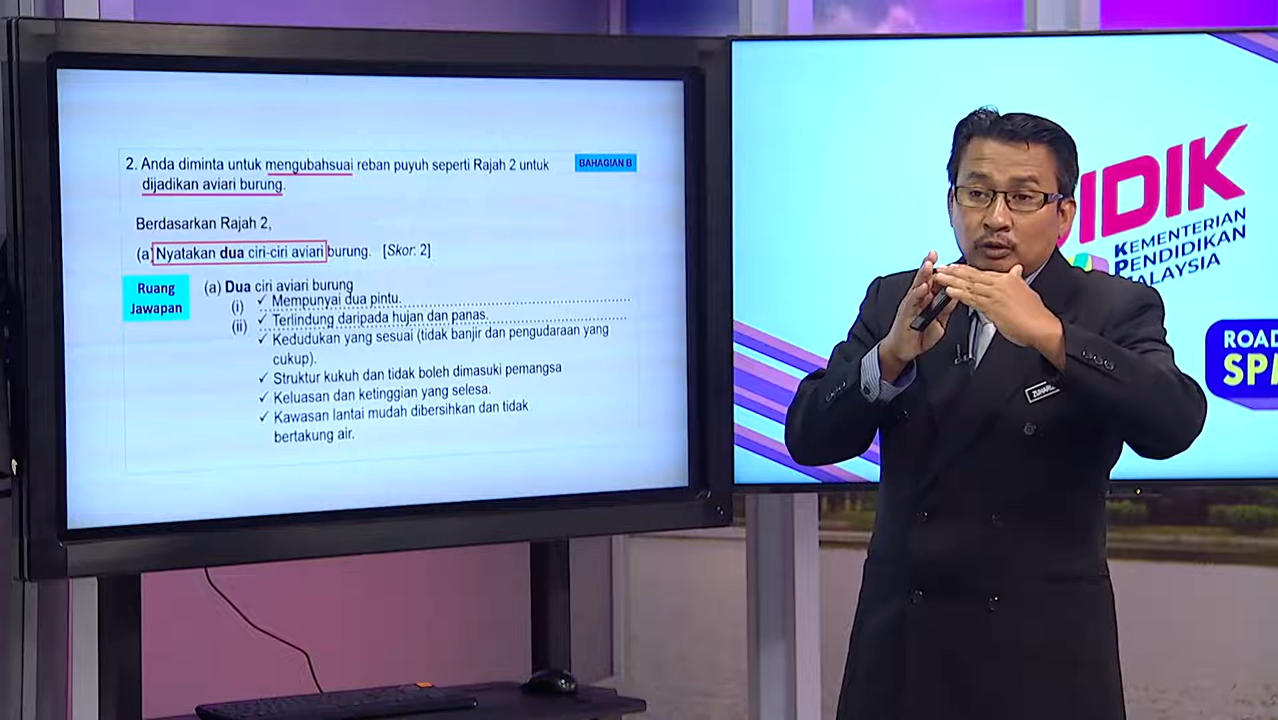 2. Anda diminta untuk mengubahsuai reban puyuh seperti Rajah 2 untuk
dijadikan aviari burung.
BAHAGIAN B
Berdasarkan Rajah 2,
(a) Nyatakan dua ciri-ciri aviari burung. [Skor: 2]
Ruang
Jawapan
(a) Dua ciri aviari burung
(i) ✓ Mempunyai dua pintu.
(ii) ✓ Terlindung daripada hujan dan panas.
✓ Kedudukan yang sesuai (tidak banjir dan pengudaraan yang
cukup).
✓ Struktur kukuh dan tidak boleh dimasuki pemangsa
✓ Keluasan dan ketinggian yang selesa.
✓ Kawasan lantai mudah dibersihkan dan tidak
bertakung air.
IDIK
KEMENTERIAN
PENDIDIKAN
MALAYSIA
ROAD